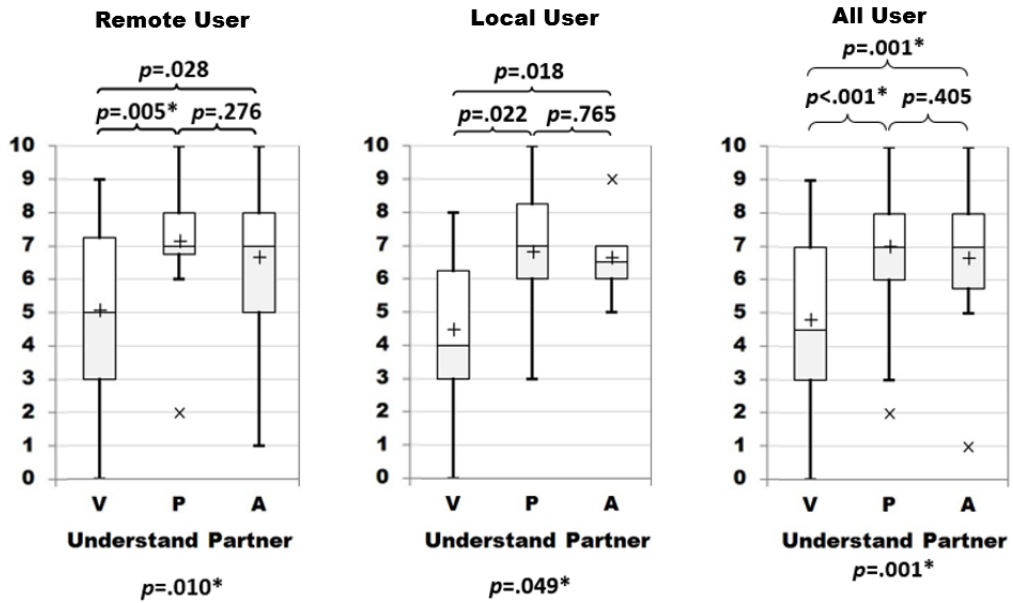 Remote User
p=.028
p=.005* p=.276
10
9
8
7
6
5
4
3
2
1
0
V P A
Understand Partner
p=.010*
Local User
p=.018
p=.022 p=.765
10
9
8
7
6
5
4
3
2
1
0
V P A
Understand Partner
p=.049*
All User
p=.001*
p<.001* p=.405
10
9
8
7
6
5
4
3
2
1
0
V P A
Understand Partner
p=.001*